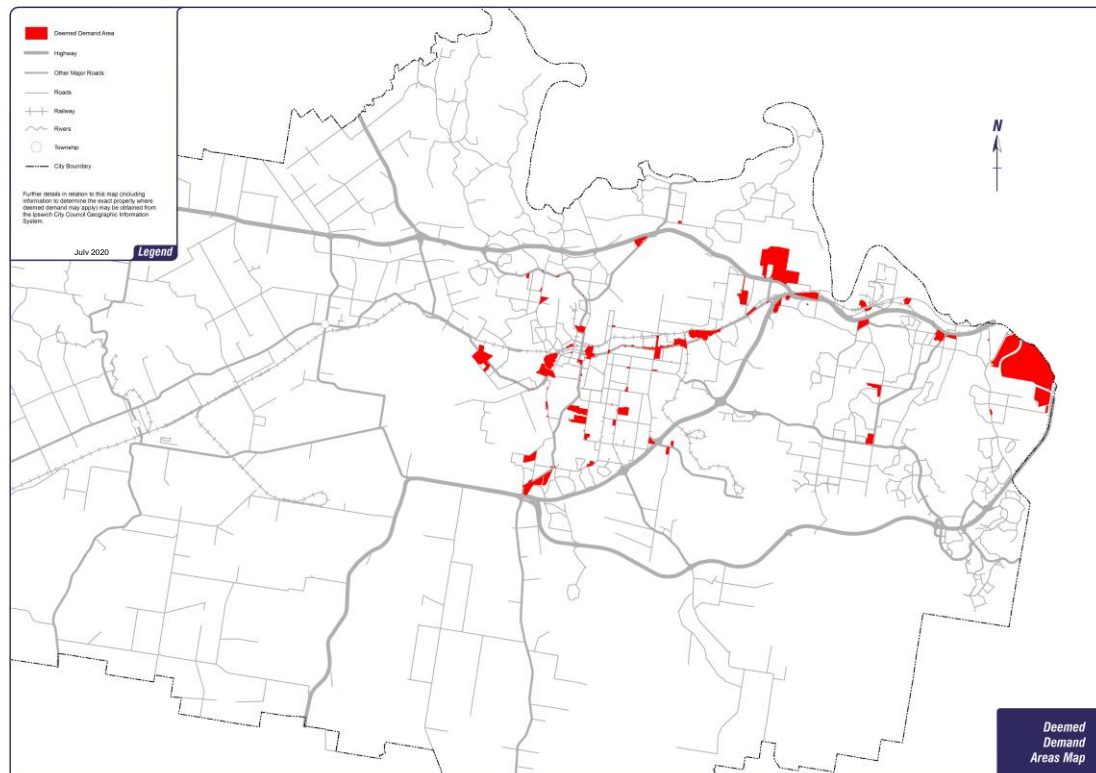 Deemed Demand Area
Highway
Other Major Roads
Roads
Railway
Rivers
Township
City Boundary
Further details in relation to this map (including
information to determine the exact property where
deemed demand may apply) may be obtained from
the Ipswich City Council Geographic Information
System.
July 2020
Legend
N
Deemed
Demand
Areas Map